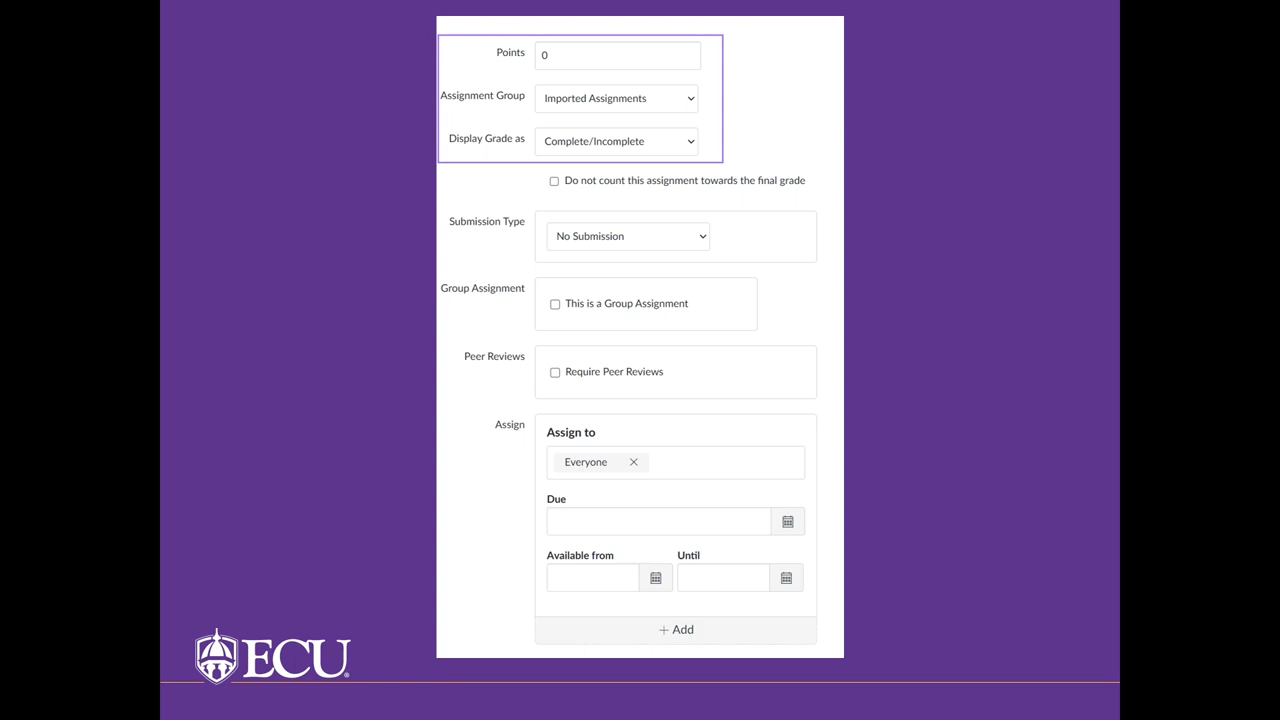 Points 0
Assignment Group Imported Assignments
Display Grade as Complete/Incomplete
Do not count this assignment towards the final grade
Submission Type No Submission
Group Assignment This is a Group Assignment
Peer Reviews Require Peer Reviews
Assign Assign to
Everyone
Due
Available from Until
+ Add
ECU